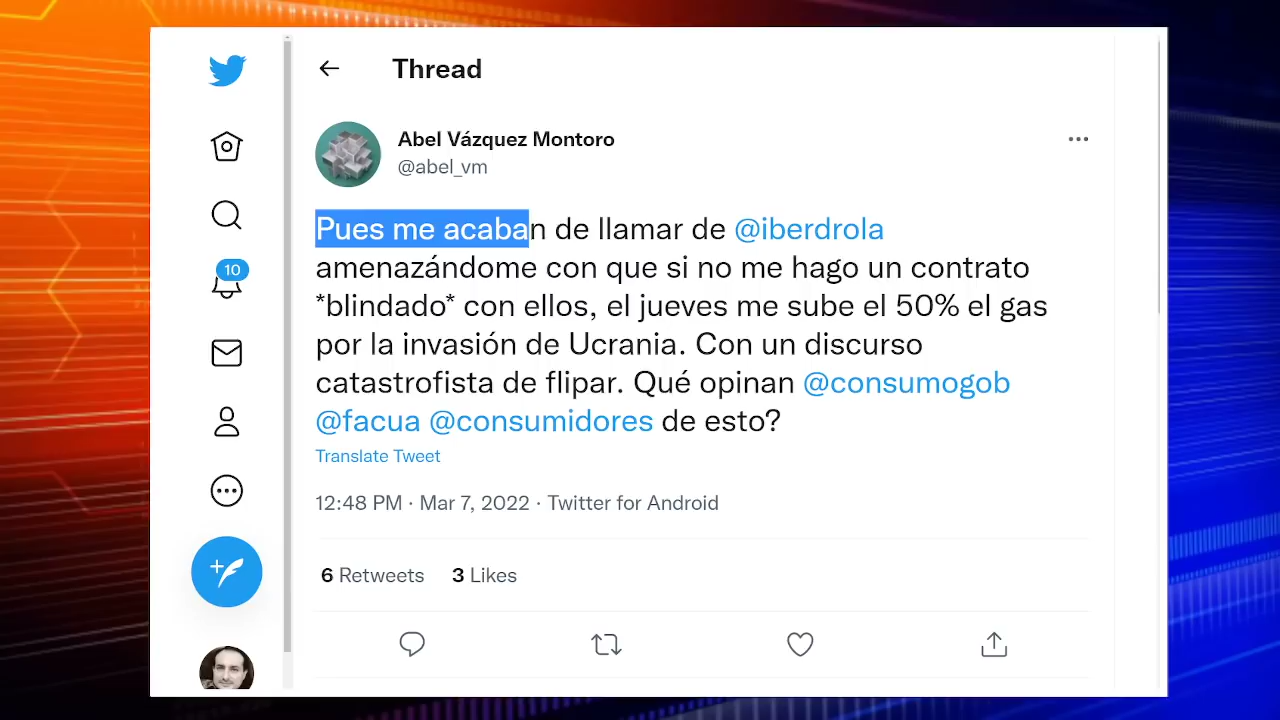 Thread
Abel Vázquez Montoro
@abel_vm
Pues me acaban de llamar de @iberdrola
amenazándome con que si no me hago un contrato
*blindado* con ellos, el jueves me sube el 50% el gas
por la invasión de Ucrania. Con un discurso
catastrofista de flipar. Qué opinan @consumogob
@facua @consumidores de esto?
Translate Tweet
12:48 PM · Mar 7, 2022 · Twitter for Android
6 Retweets 3 Likes
10